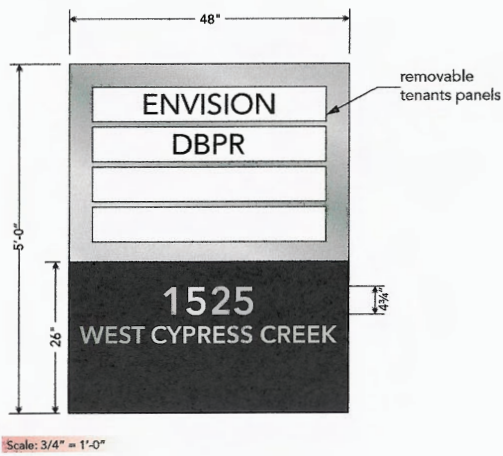 48"
removable
tenants panels
ENVISION
DBPR
5'-0"
1525
4¾"
WEST CYPRESS CREEK
26"
Scale: 3/4" = 1'-0"